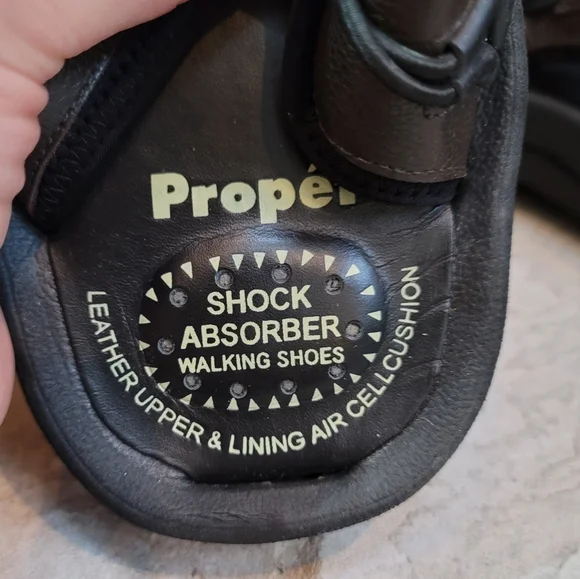 Propét
SHOCK
ABSORBER
WALKING SHOES
LEATHER UPPER & LINING AIR CELLCUSHION